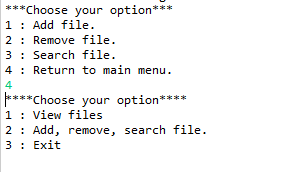 ***Choose your option***
1 : Add file.
2 : Remove file.
3 : Search file.
4 : Return to main menu.
4
****Choose your option****
1 : View files
2 : Add, remove, search file.
3 : Exit